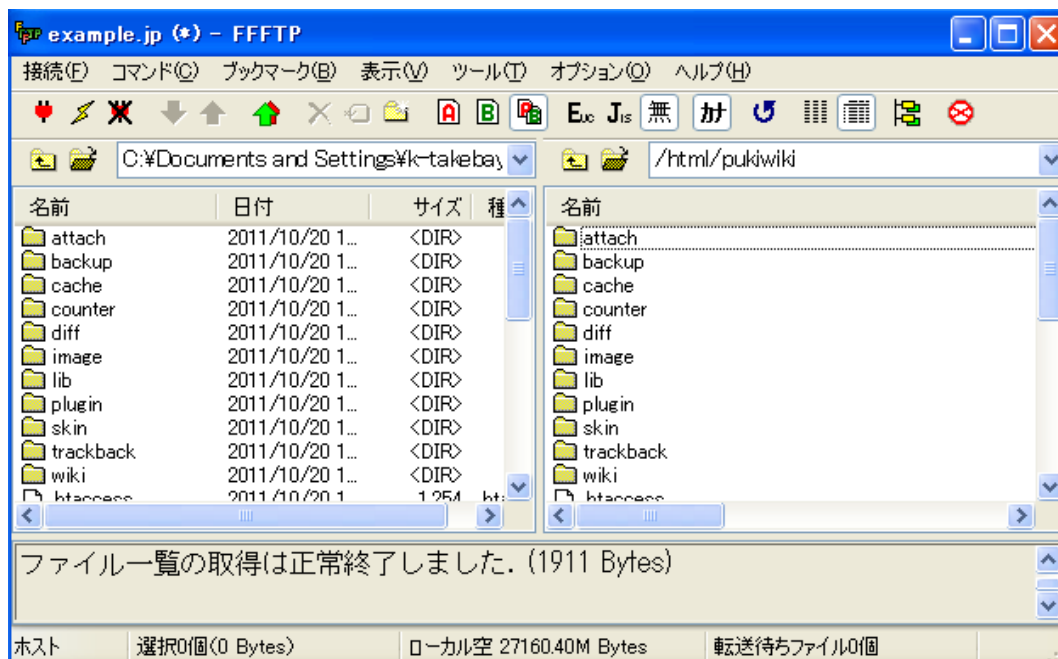 example.jp (*) - FFFTP
接続(F) コマンド(C) ブックマーク(B) 表示(V) ツール(T) オプション(O) ヘルプ(H)
A B Euc JIS 無 カナ
C:¥Documents and Settings¥k-takebay /html/pukiwiki
名前 日付 サイズ 種 名前
attach 2011/10/20 1... <DIR> attach
backup 2011/10/20 1... <DIR> backup
cache 2011/10/20 1... <DIR> cache
counter 2011/10/20 1... <DIR> counter
diff 2011/10/20 1... <DIR> diff
image 2011/10/20 1... <DIR> image
lib 2011/10/20 1... <DIR> lib
plugin 2011/10/20 1... <DIR> plugin
skin 2011/10/20 1... <DIR> skin
trackback 2011/10/20 1... <DIR> trackback
wiki 2011/10/20 1... <DIR> wiki
.htaccess 2011/10/20 1... 1,254 .htaccess
ファイル一覧の取得は正常終了しました. (1911 Bytes)
ホスト 選択0個(0 Bytes) ローカル空 27160.40M Bytes 転送待ちファイル0個